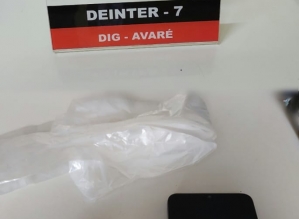 DEINTER - 7
DIG - AVARÉ